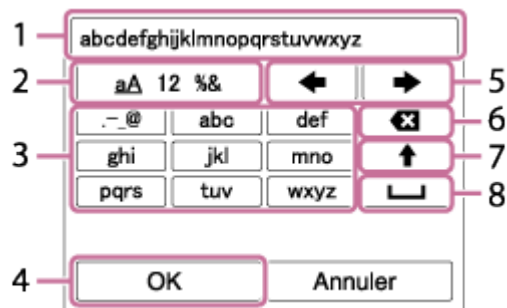 1 abcdefghijklmnopqrstuvwxyz
2 aA 12 %& 5
.-_@ abc def 6
3 ghi jkl mno 7
pqrs tuv wxyz 8
4 OK Annuler